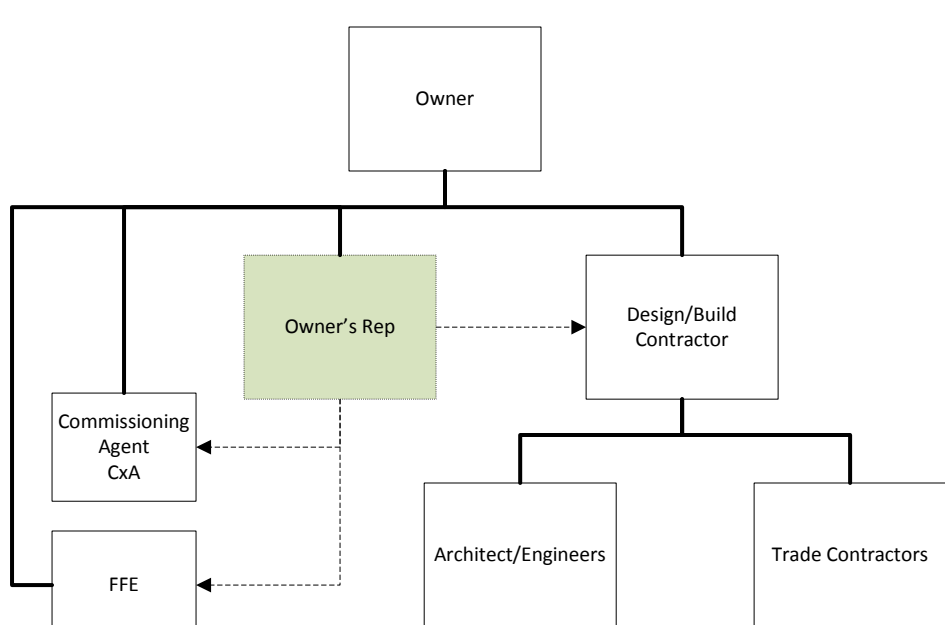 Owner
Owner’s Rep
Design/Build
Contractor
Commissioning
Agent
CxA
FFE
Architect/Engineers
Trade Contractors